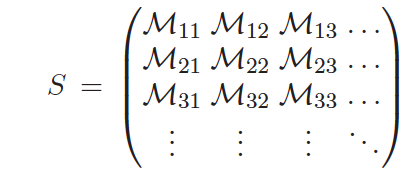 ℳ₁₁ ℳ₁₂ ℳ₁₃ …
ℳ₂₁ ℳ₂₂ ℳ₂₃ …
S = ℳ₃₁ ℳ₃₂ ℳ₃₃ …
⋮ ⋮ ⋮ ⋱